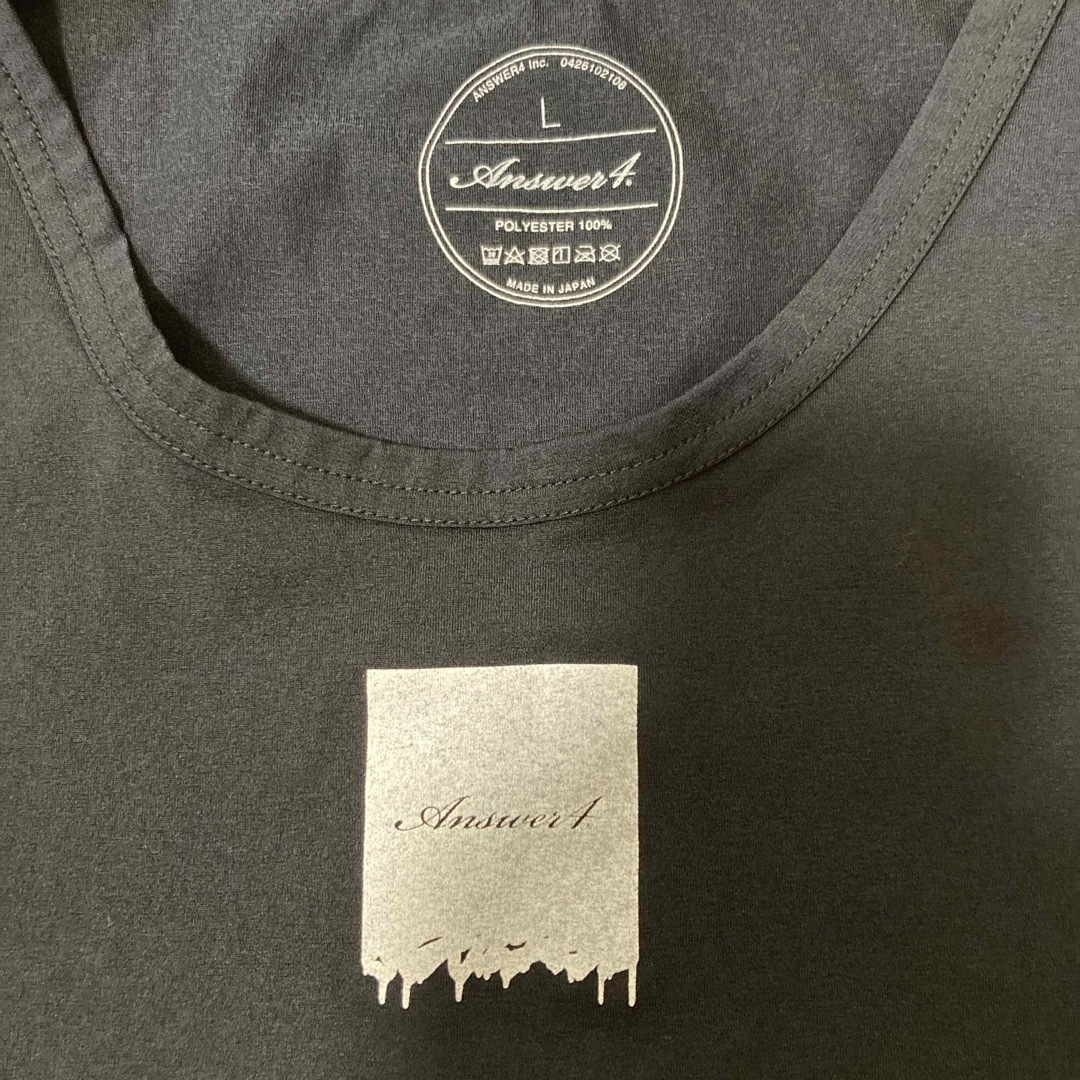 ANSWER4 Inc. 0426102108
L
Answer4.
POLYESTER 100%
MADE IN JAPAN
Answer4